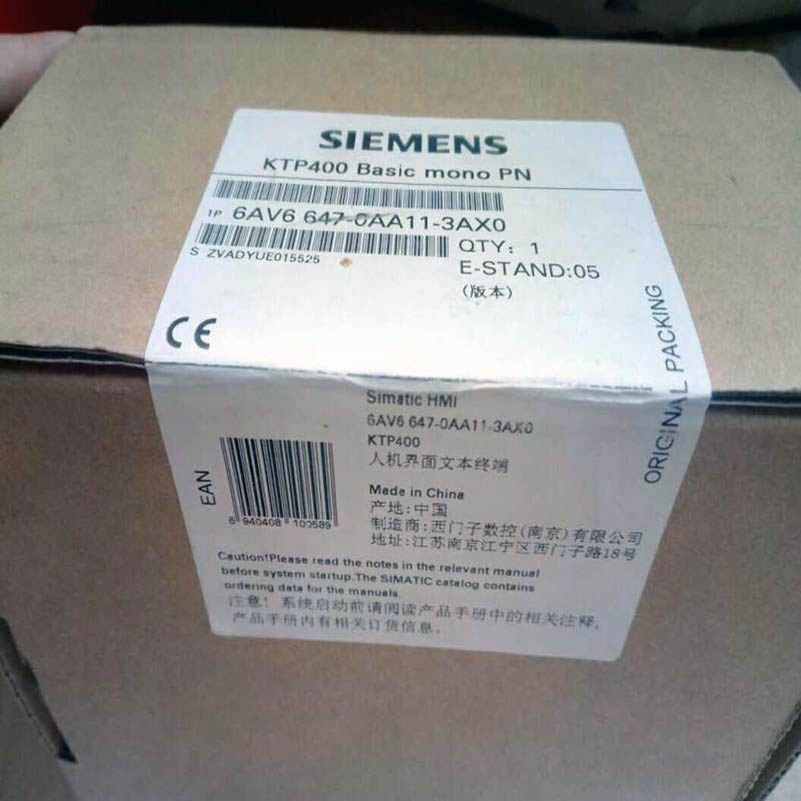 SIEMENS
KTP400 Basic mono PN
1P 6AV6 647-0AA11-3AX0
S ZVADYUE015525
QTY: 1
E-STAND:05
(版本)
CE
ORIGINAL PACKING
Simatic HMI
6AV6 647-0AA11-3AX0
KTP400
人机界面文本终端
EAN
6 940408 100589
Made in China
产地:中国
制造商:西门子数控(南京)有限公司
地址:江苏南京江宁区西门子路18号
Caution!Please read the notes in the relevant manual
before system startup.The SIMATIC catalog contains
ordering data for the manuals.
注意! 系统启动前请阅读产品手册中的相关注释,
产品手册内有相关订货信息。